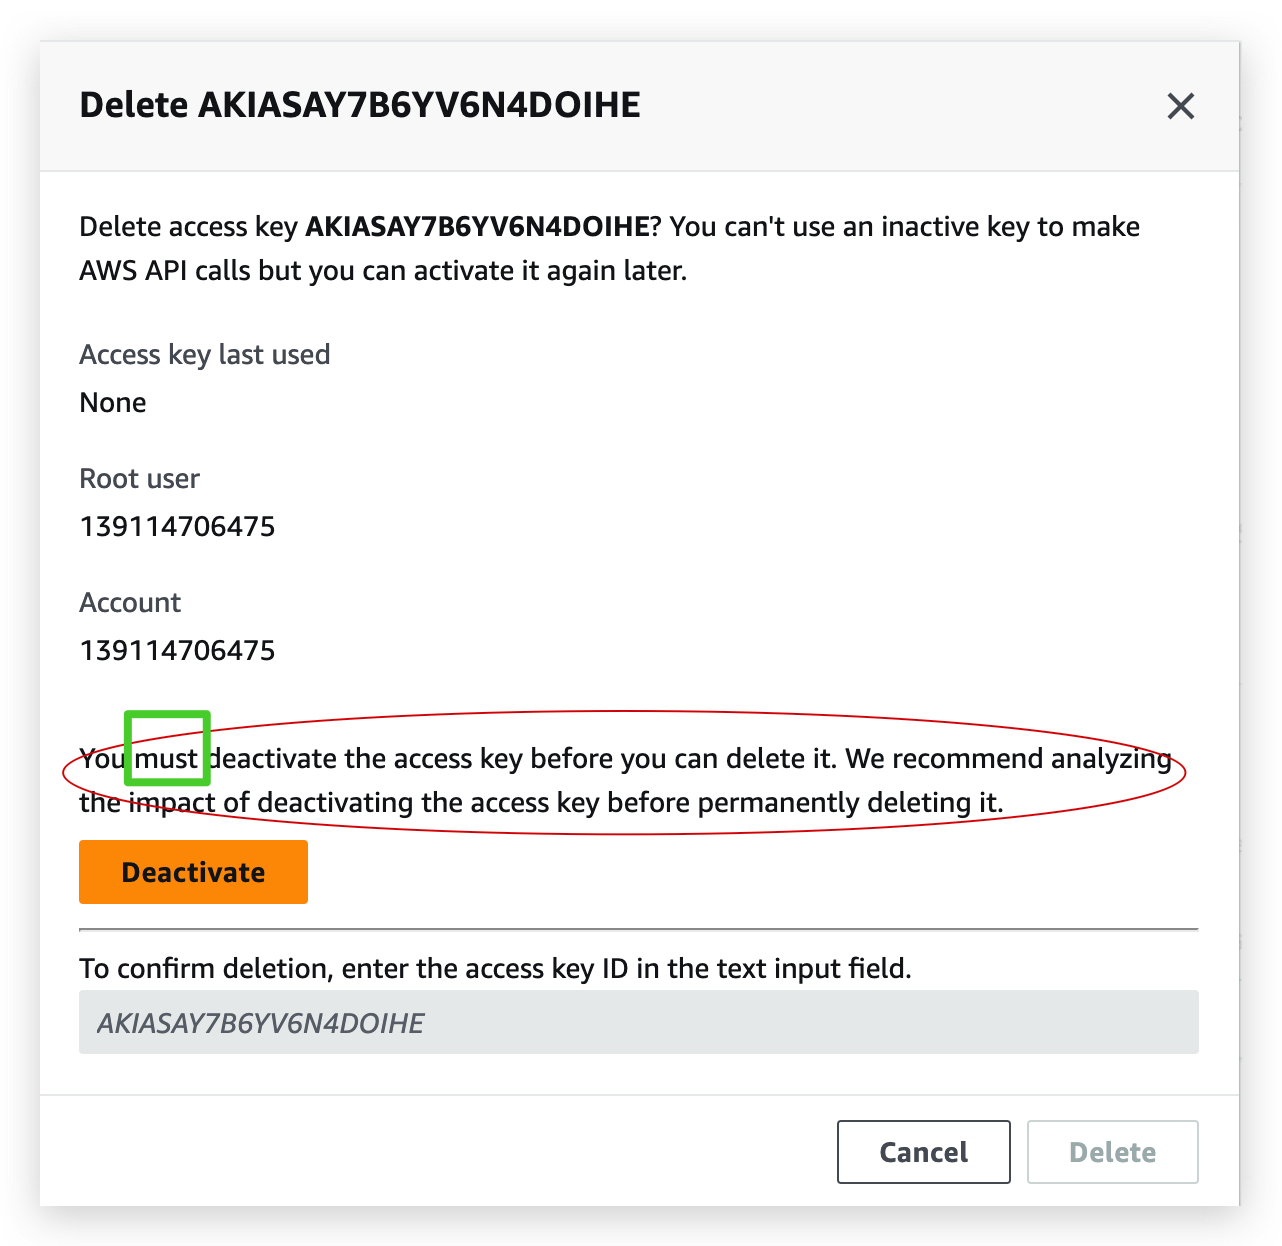 Delete AKIASAY7B6YV6N4DOIHE
Delete access key AKIASAY7B6YV6N4DOIHE? You can't use an inactive key to make
AWS API calls but you can activate it again later.
Access key last used
None
Root user
139114706475
Account
139114706475
You must deactivate the access key before you can delete it. We recommend analyzing
the impact of deactivating the access key before permanently deleting it.
Deactivate
To confirm deletion, enter the access key ID in the text input field.
AKIASAY7B6YV6N4DOIHE
Cancel Delete